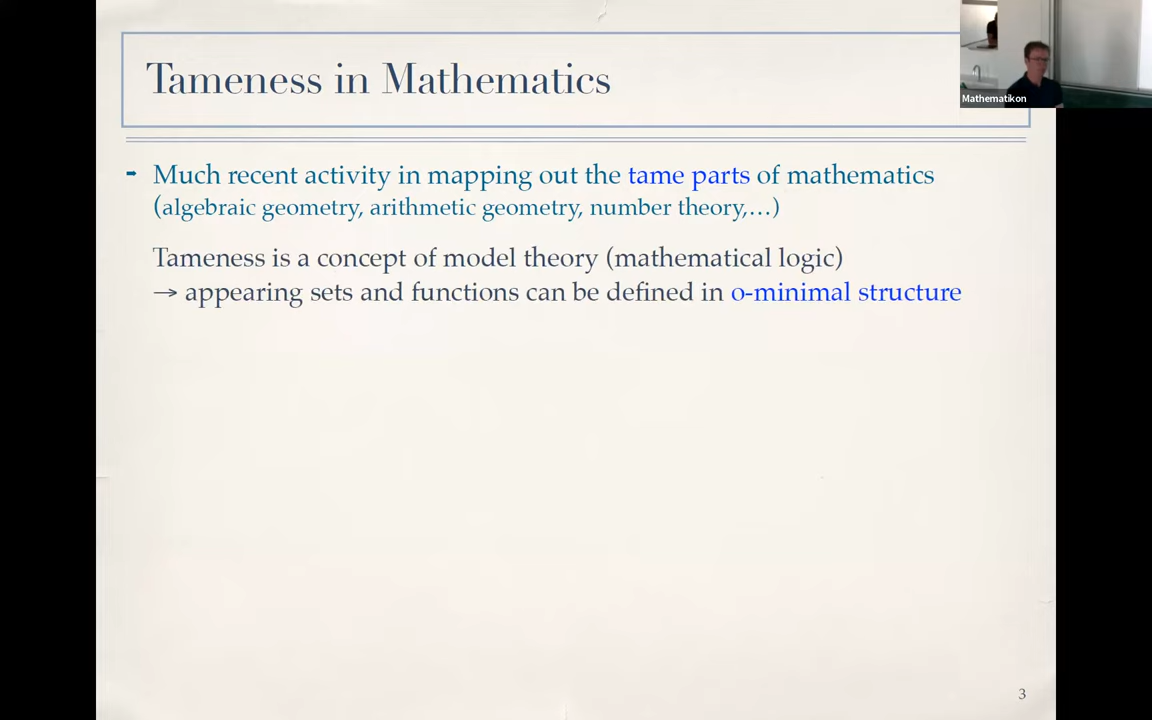 Tameness in Mathematics
Mathematikon
➡ Much recent activity in mapping out the tame parts of mathematics
(algebraic geometry, arithmetic geometry, number theory,…)
Tameness is a concept of model theory (mathematical logic)
→ appearing sets and functions can be defined in o-minimal structure
3